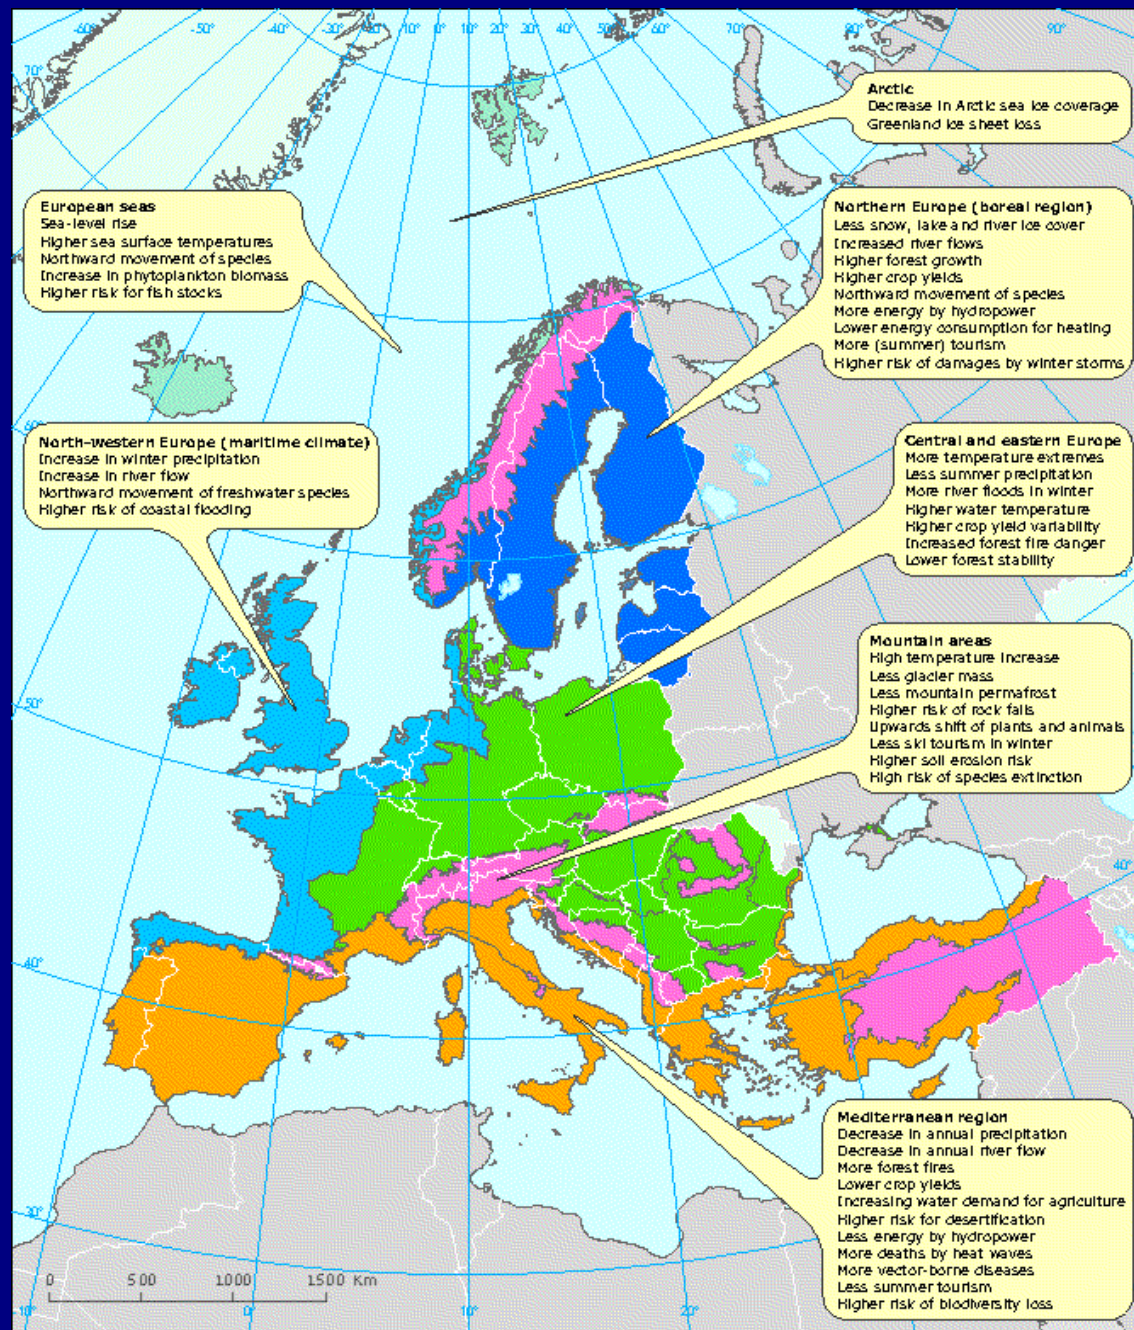 -50°
-40°
-30°
-20°
-10°
0°
10°
20°
30°
40°
50°
60°
70°
80°
90°
70°
Arctic
Decrease in Arctic sea ice coverage
Greenland ice sheet loss
European seas
Sea-level rise
Higher sea surface temperatures
Northward movement of species
Increase in phytoplankton biomass
Higher risk for fish stocks
Northern Europe (boreal region)
Less snow, lake and river ice cover
Increased river flows
Higher forest growth
Higher crop yields
Northward movement of species
More energy by hydropower
Lower energy consumption for heating
More (summer) tourism
Higher risk of damages by winter storms
60°
North-western Europe (maritime climate)
Increase in winter precipitation
Increase in river flow
Northward movement of freshwater species
Higher risk of coastal flooding
Central and eastern Europe
More temperature extremes
Less summer precipitation
More river floods in winter
Higher water temperature
Higher crop yield variability
Increased forest fire danger
Lower forest stability
50°
Mountain areas
High temperature increase
Less glacier mass
Less mountain permafrost
Higher risk of rock falls
Upwards shift of plants and animals
Less ski tourism in winter
Higher soil erosion risk
High risk of species extinction
40°
40°
Mediterranean region
Decrease in annual precipitation
Decrease in annual river flow
More forest fires
Lower crop yields
Increasing water demand for agriculture
Higher risk for desertification
Less energy by hydropower
More deaths by heat waves
More vector-borne diseases
Less summer tourism
Higher risk of biodiversity loss
30°
0 500 1000 1500 Km
-10°
0°
10°
20°